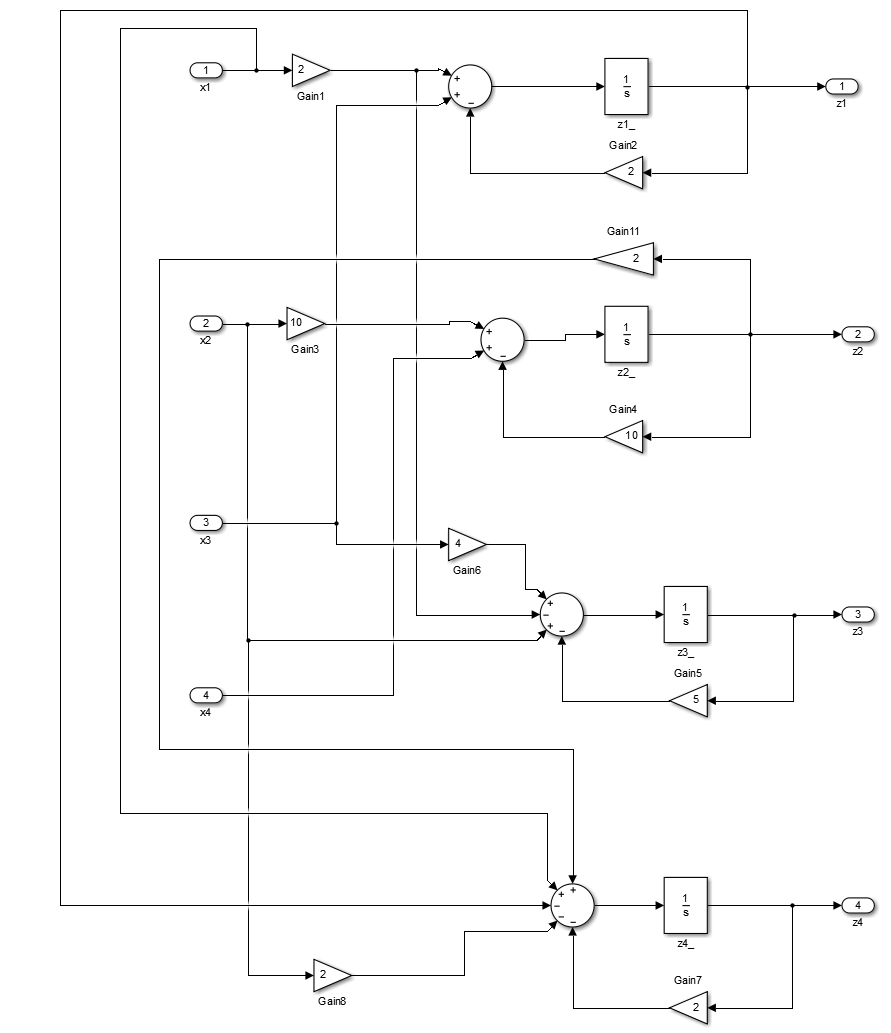 1
x1
2
Gain1
+
+
−
1
s
z1_
1
z1
Gain2
2
Gain11
2
2
x2
10
Gain3
+
+
−
1
s
z2_
2
z2
Gain4
10
3
x3
4
Gain6
+
−
+
−
1
s
z3_
3
z3
Gain5
5
4
x4
+
+
−
−
−
1
s
z4_
4
z4
Gain7
2
2
Gain8